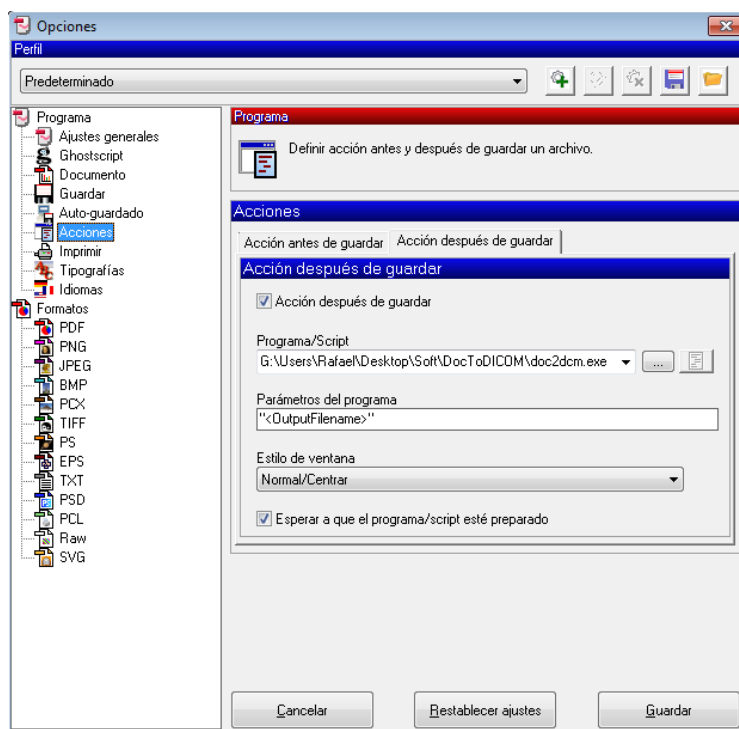 Opciones
Perfil
Predeterminado
Programa
Ajustes generales
Ghostscript
Documento
Guardar
Auto-guardado
Acciones
Imprimir
Tipografías
Idiomas
Formatos
PDF
PNG
JPEG
BMP
PCX
TIFF
PS
EPS
TXT
PSD
PCL
Raw
SVG
Programa
Definir acción antes y después de guardar un archivo.
Acciones
Acción antes de guardar
Acción después de guardar
Acción después de guardar
Acción después de guardar
Programa/Script
G:\Users\Rafael\Desktop\Soft\DocToDICOM\doc2dcm.exe
...
Parámetros del programa
"<OutputFilename>"
Estilo de ventana
Normal/Centrar
Esperar a que el programa/script esté preparado
Cancelar
Restablecer ajustes
Guardar